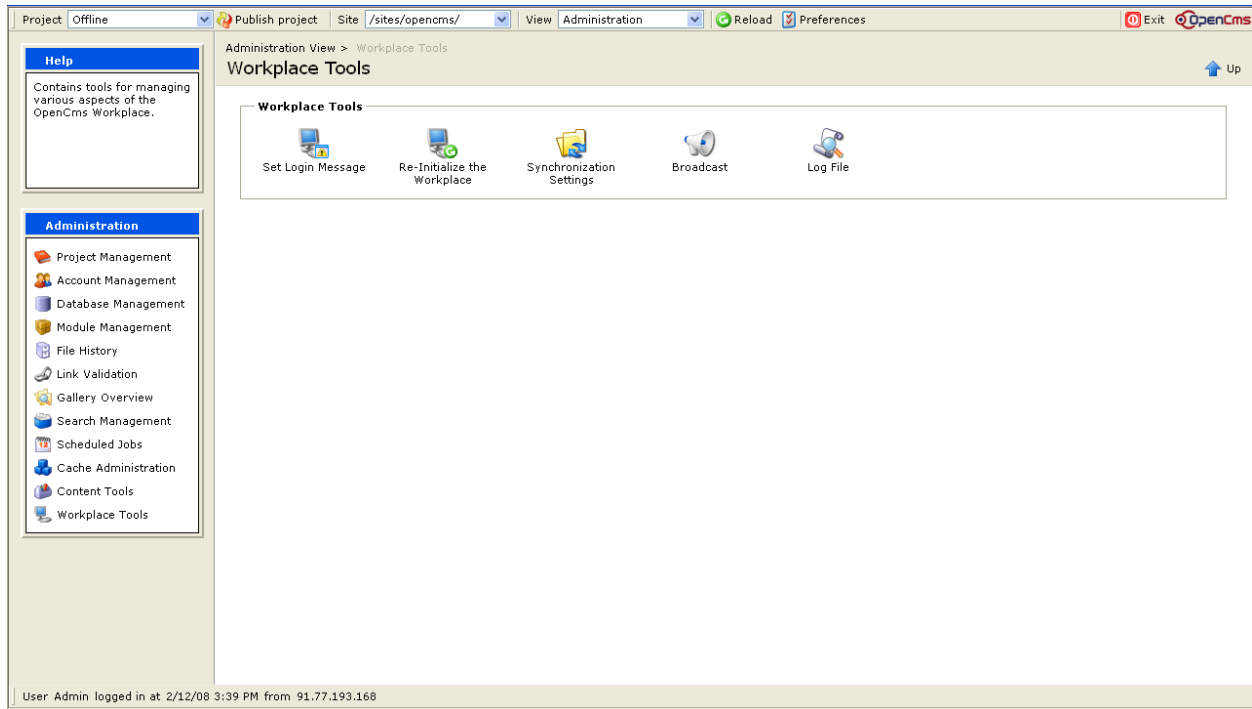 Project Offline Publish project Site /sites/opencms/ View Administration Reload Preferences Exit OpenCms
Help
Contains tools for managing
various aspects of the
OpenCms Workplace.
Administration
Project Management
Account Management
Database Management
Module Management
File History
Link Validation
Gallery Overview
Search Management
12
Scheduled Jobs
Cache Administration
Content Tools
Workplace Tools
Administration View > Workplace Tools
Workplace Tools
Up
Workplace Tools
Set Login Message
Re-Initialize the
Workplace
Synchronization
Settings
Broadcast
Log File
User Admin logged in at 2/12/08 3:39 PM from 91.77.193.168